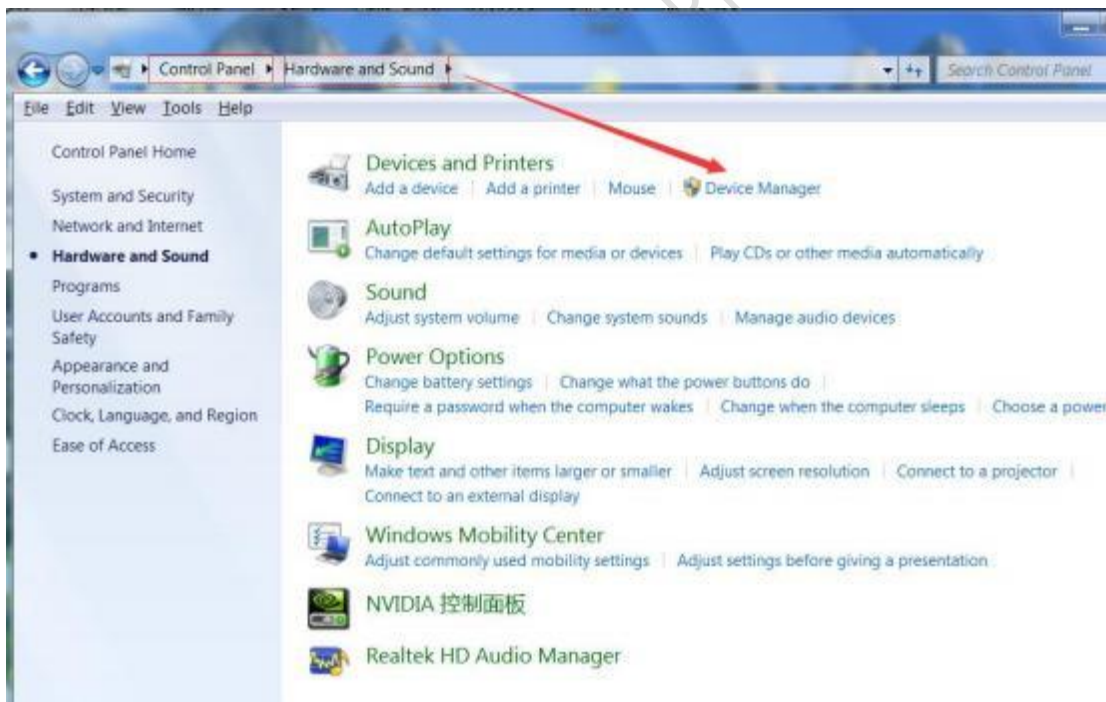 Control Panel ▸ Hardware and Sound ▸
Search Control Panel
File Edit View Tools Help
Control Panel Home
System and Security
Network and Internet
Hardware and Sound
Programs
User Accounts and Family
Safety
Appearance and
Personalization
Clock, Language, and Region
Ease of Access
Devices and Printers
Add a device | Add a printer | Mouse | Device Manager
AutoPlay
Change default settings for media or devices | Play CDs or other media automatically
Sound
Adjust system volume | Change system sounds | Manage audio devices
Power Options
Change battery settings | Change what the power buttons do |
Require a password when the computer wakes | Change when the computer sleeps | Choose a power
Display
Make text and other items larger or smaller | Adjust screen resolution | Connect to a projector |
Connect to an external display
Windows Mobility Center
Adjust commonly used mobility settings | Adjust settings before giving a presentation
NVIDIA 控制面板
Realtek HD Audio Manager